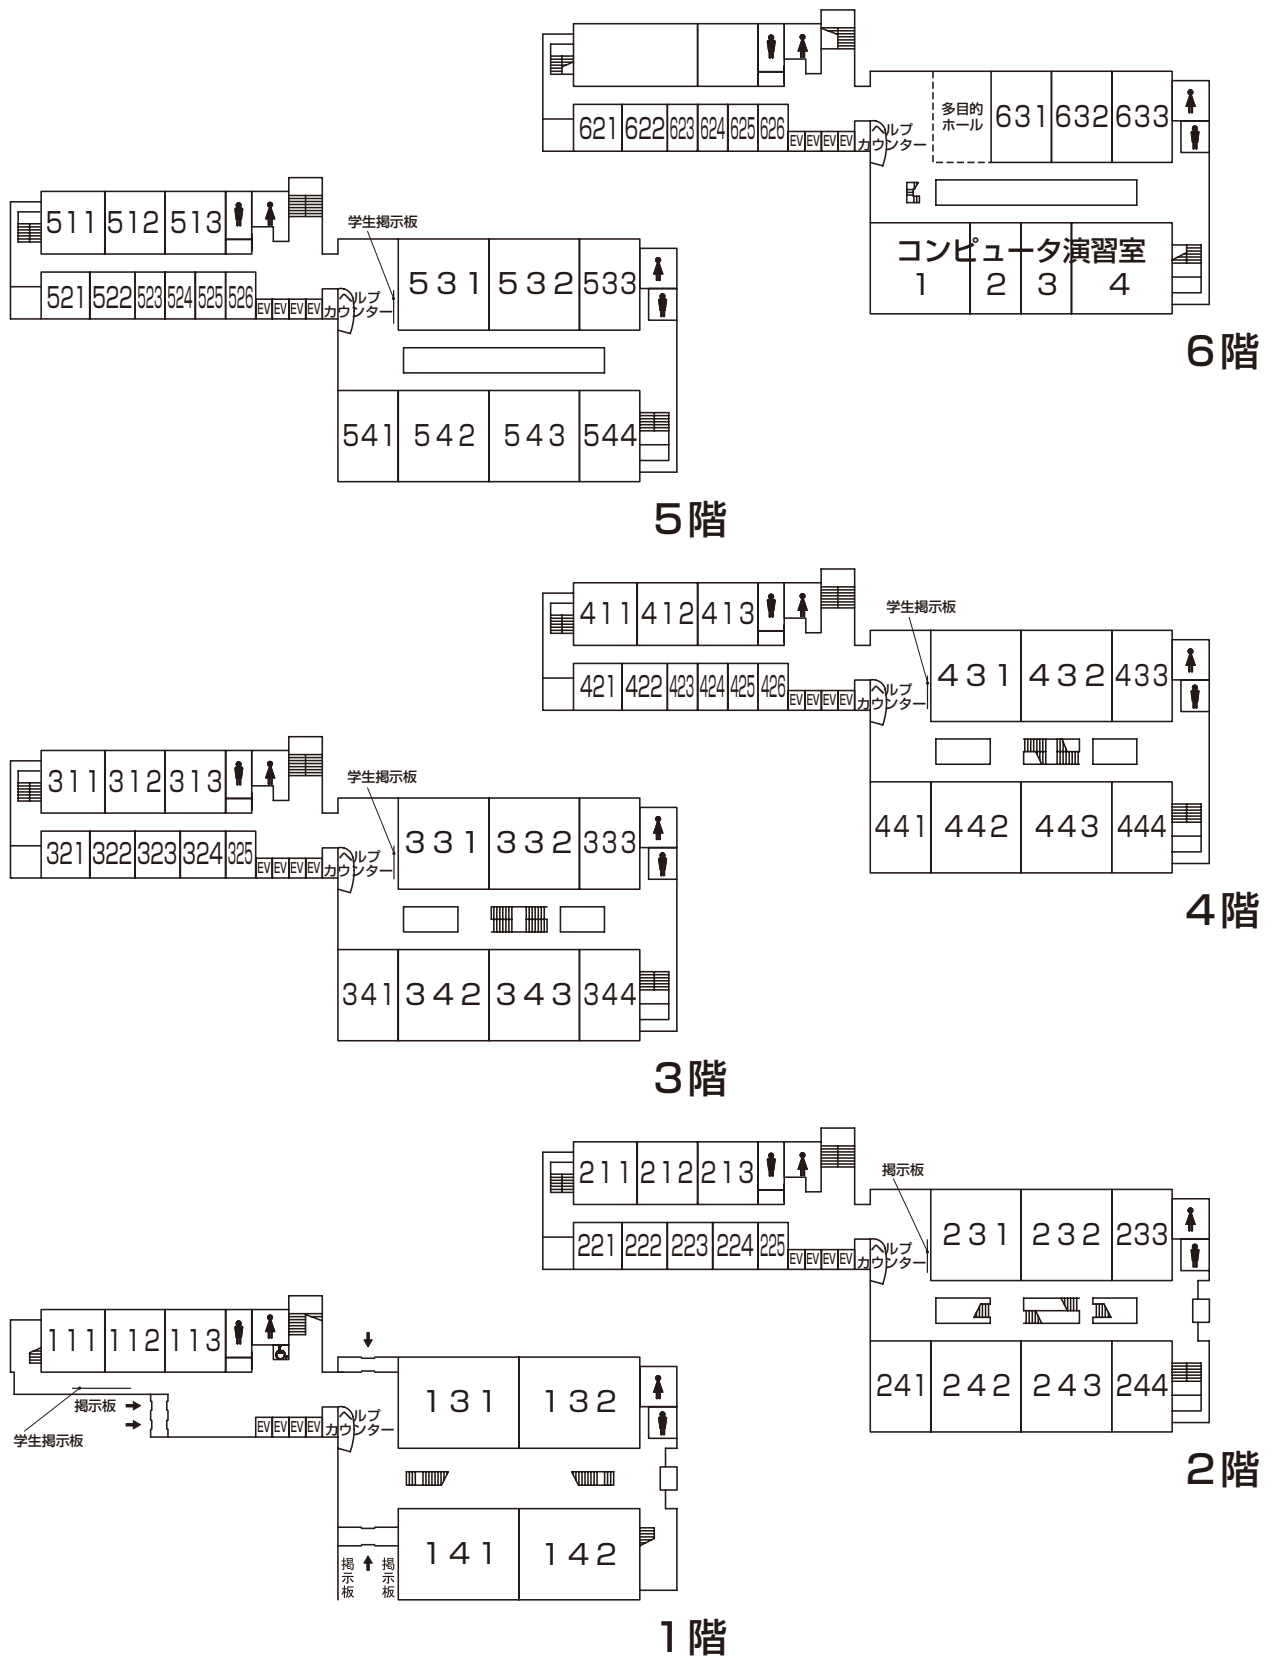 621 622 623 624 625 626
EV EV EV EV
ヘルプ
カウンター
多目的
ホール
631 632 633
コンピュータ演習室
1 2 3 4
6階
511 512 513
521 522 523 524 525 526
EV EV EV EV
ヘルプ
カウンター
学生掲示板
531 532 533
541 542 543 544
5階
411 412 413
421 422 423 424 425 426
EV EV EV EV
ヘルプ
カウンター
学生掲示板
431 432 433
441 442 443 444
4階
311 312 313
321 322 323 324 325
EV EV EV EV
ヘルプ
カウンター
学生掲示板
331 332 333
341 342 343 344
3階
211 212 213
221 222 223 224 225
EV EV EV EV
ヘルプ
カウンター
掲示板
231 232 233
241 242 243 244
2階
111 112 113
掲示板
学生掲示板
EV EV EV EV
ヘルプ
カウンター
131 132
141 142
掲示板
掲示板
1階